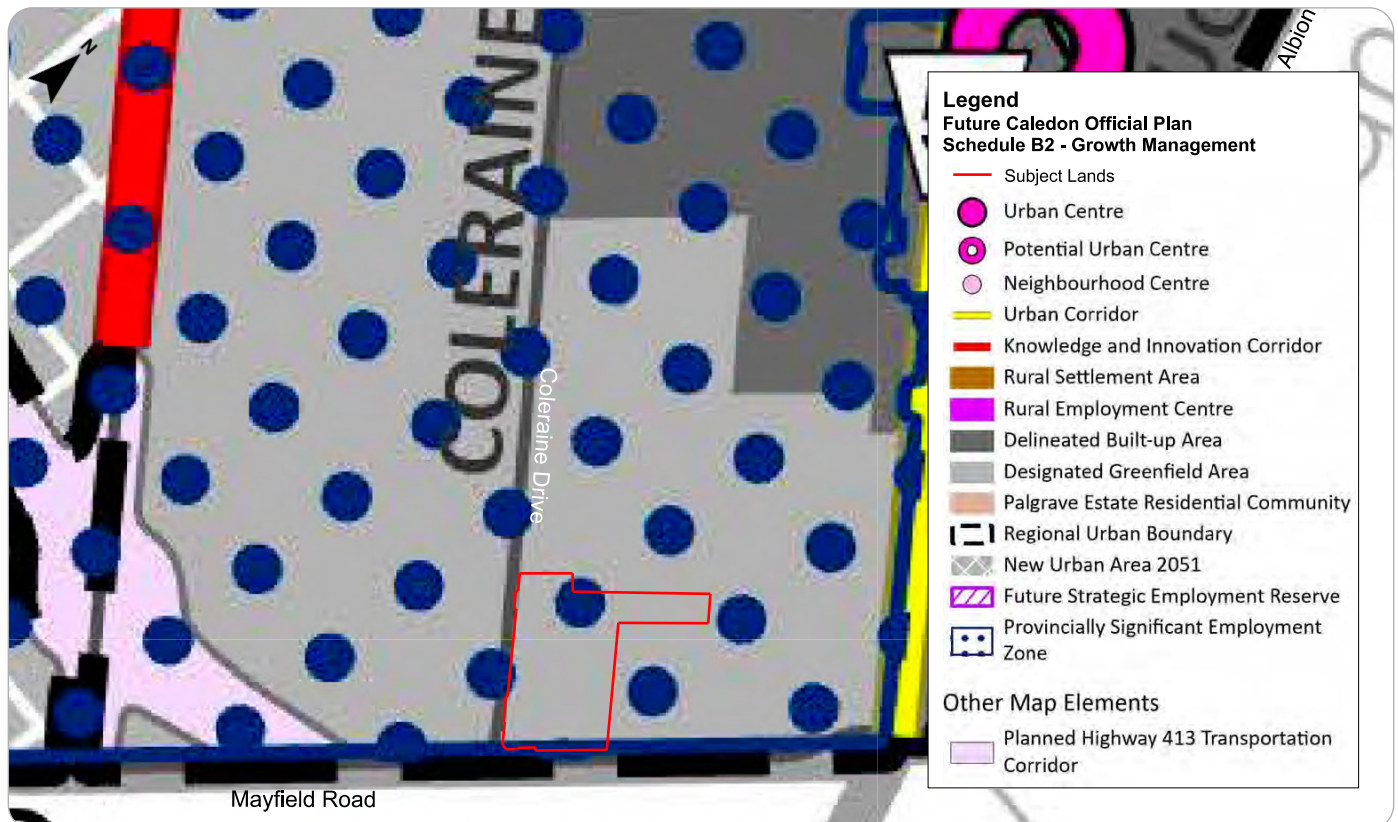 N
COLERAINE
Coleraine Drive
Mayfield Road
Albion
Legend
Future Caledon Official Plan
Schedule B2 - Growth Management
Subject Lands
Urban Centre
Potential Urban Centre
Neighbourhood Centre
Urban Corridor
Knowledge and Innovation Corridor
Rural Settlement Area
Rural Employment Centre
Delineated Built-up Area
Designated Greenfield Area
Palgrave Estate Residential Community
Regional Urban Boundary
New Urban Area 2051
Future Strategic Employment Reserve
Provincially Significant Employment
Zone
Other Map Elements
Planned Highway 413 Transportation
Corridor